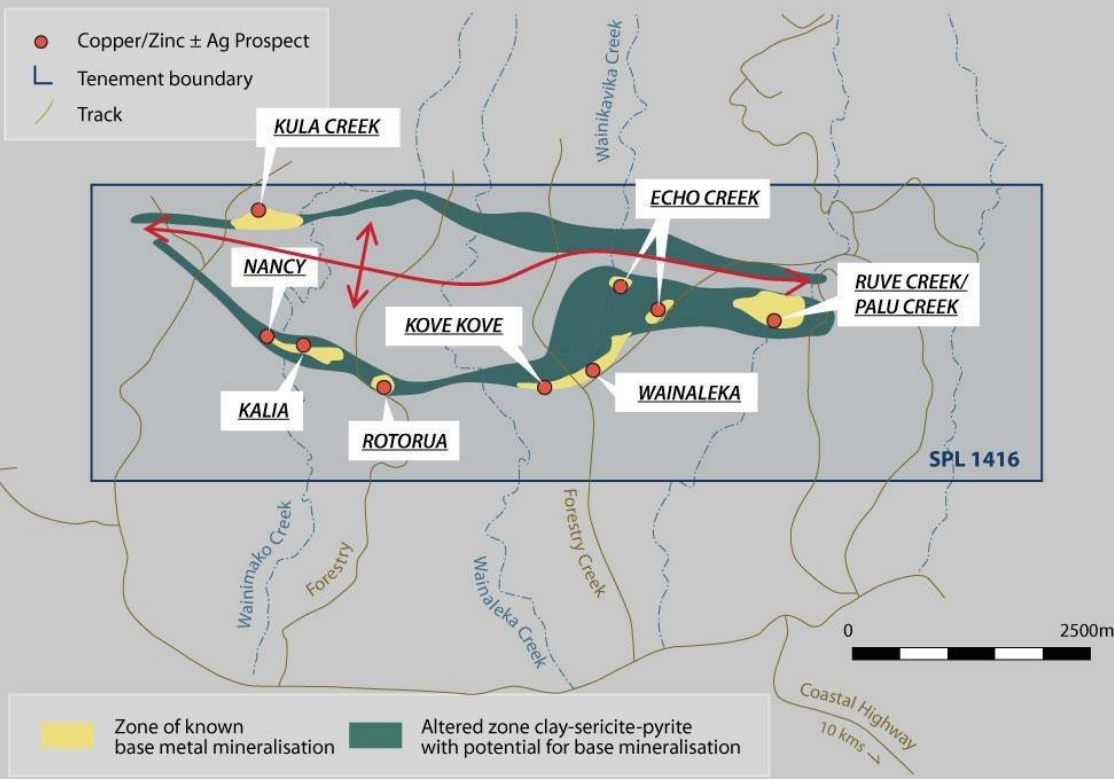 Copper/Zinc ± Ag Prospect
Tenement boundary
Track
KULA CREEK
Wainikavika Creek
ECHO CREEK
NANCY
RUVE CREEK/
PALU CREEK
KOVE KOVE
KALIA
WAINALEKA
ROTORUA
SPL 1416
Wainimako Creek
Forestry
Wainaleka Creek
Forestry Creek
0 2500m
Coastal Highway
10 kms
Zone of known
base metal mineralisation
Altered zone clay-sericite-pyrite
with potential for base mineralisation